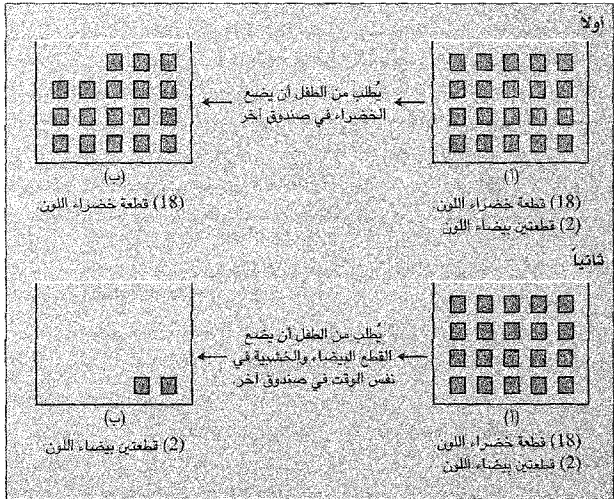 أولاً
يُطلب من الطفل أن يضع
الخضراء في صندوق آخر
(أ)
(18) قطعة خضراء اللون
(2) قطعتين بيضاء اللون
(ب)
(18) قطعة خضراء اللون
ثانياً
يُطلب من الطفل أن يضع
القطع البيضاء والخشبية في
نفس الوقت في صندوق آخر.
(أ)
(18) قطعة خضراء اللون
(2) قطعتين بيضاء اللون
(ب)
(2) قطعتين بيضاء اللون